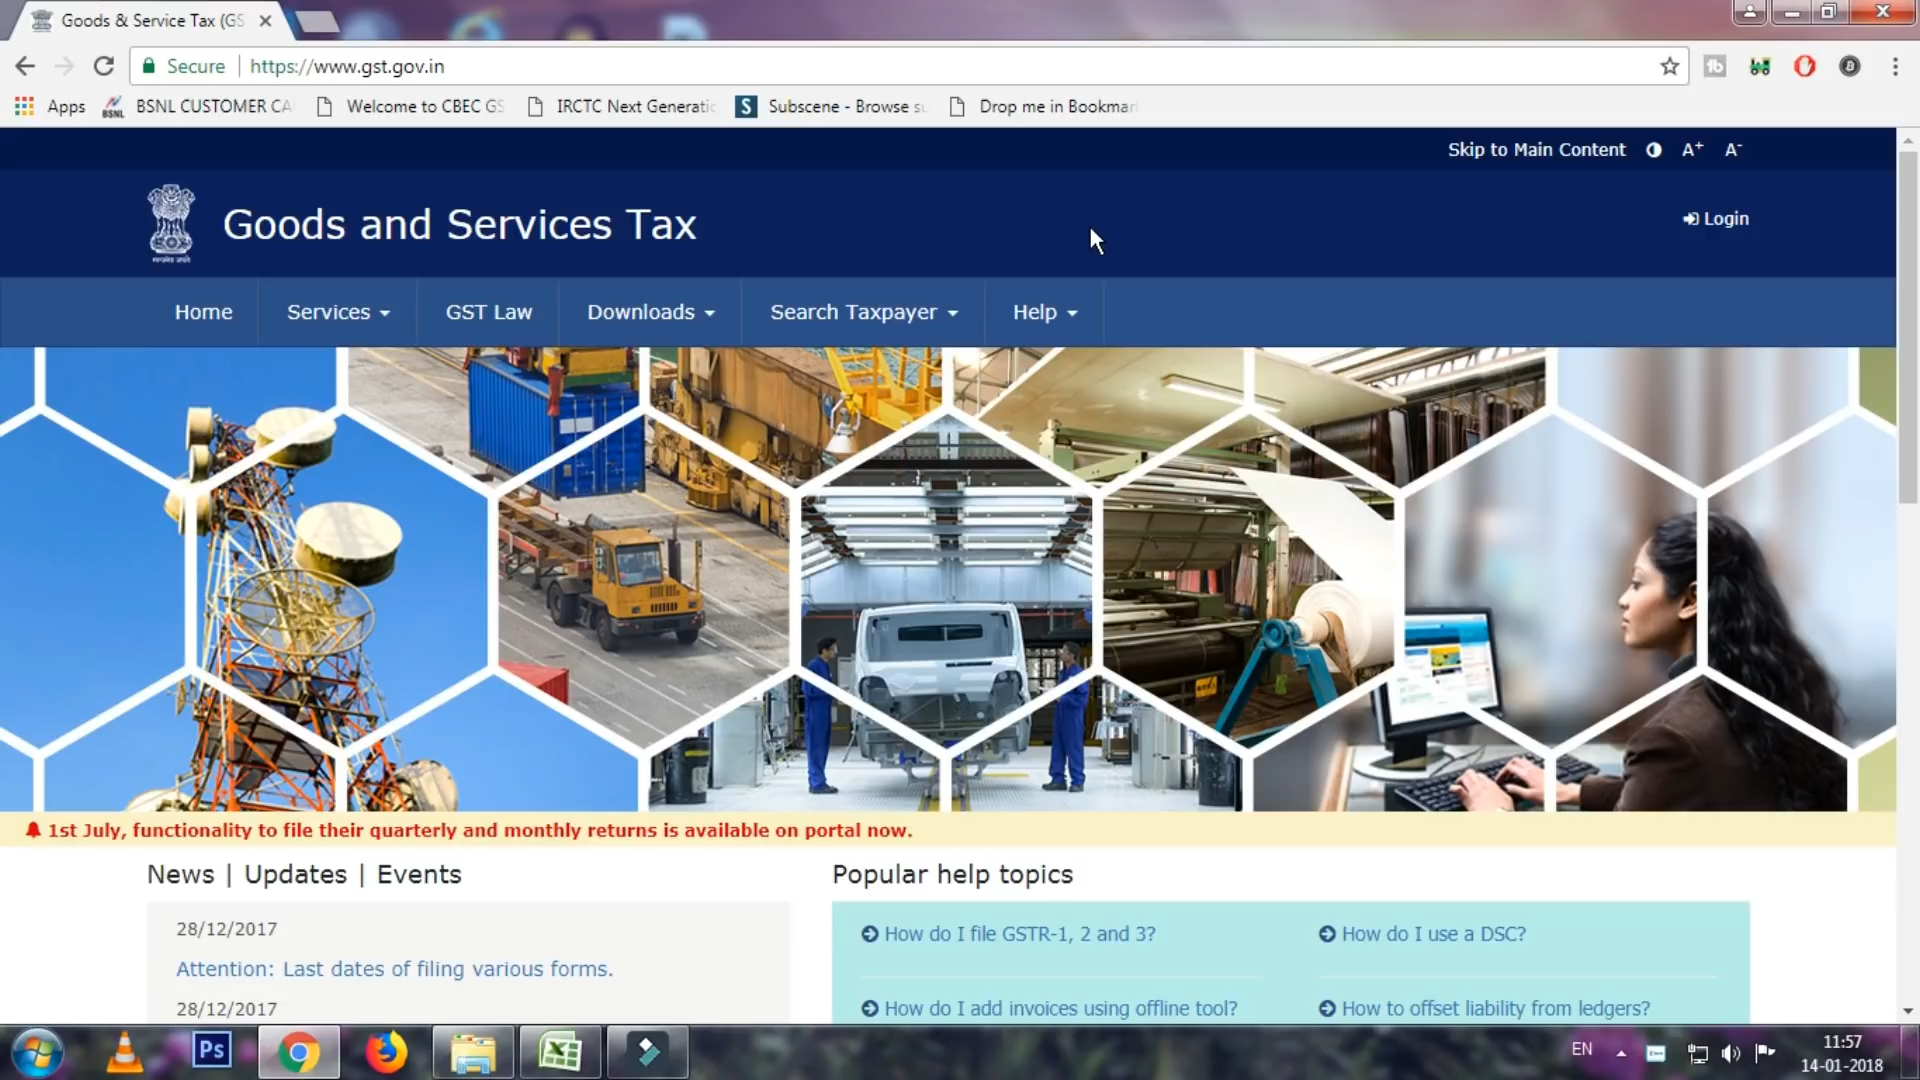 Goods & Service Tax (GS
Secure | https://www.gst.gov.in
Apps BSNL BSNL CUSTOMER CA Welcome to CBEC GS IRCTC Next Generatio S Subscene - Browse su Drop me in Bookmar
Skip to Main Content A+ A-
Goods and Services Tax
Login
Home Services GST Law Downloads Search Taxpayer Help
1st July, functionality to file their quarterly and monthly returns is available on portal now.
News | Updates | Events
Popular help topics
28/12/2017
How do I file GSTR-1, 2 and 3? How do I use a DSC?
Attention: Last dates of filing various forms.
28/12/2017
How do I add invoices using offline tool? How to offset liability from ledgers?
Ps
EN
11:57
14-01-2018